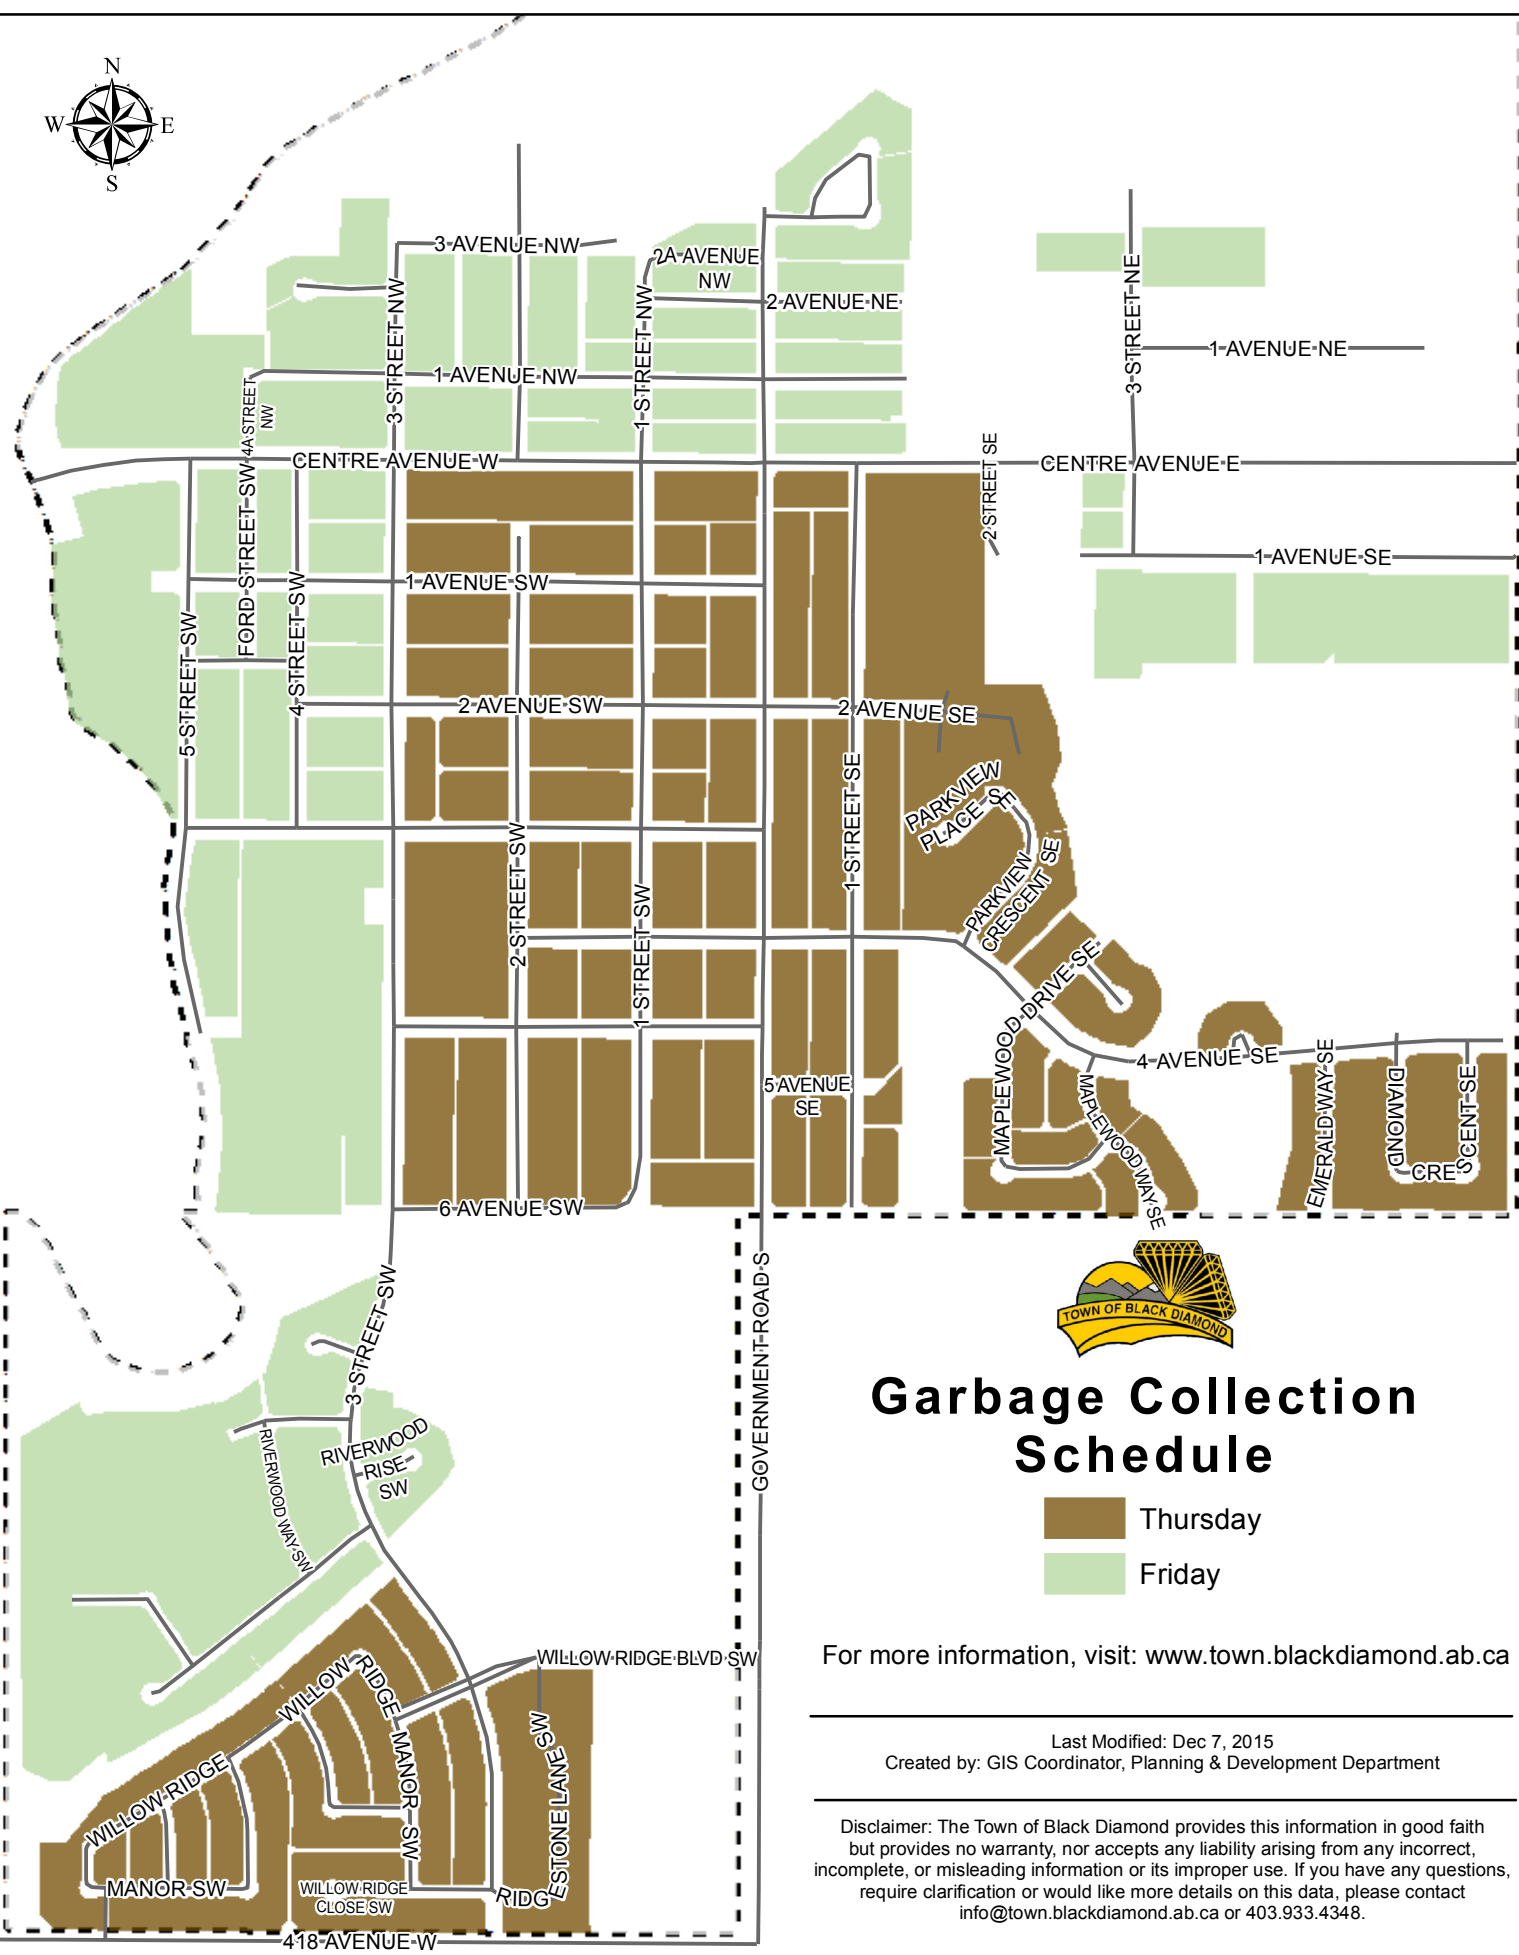 N
W
E
S
3 AVENUE NW
2A AVENUE
NW
2 AVENUE NE
3 STREET NW
1 STREET NW
3 STREET NE
1 AVENUE NE
1 AVENUE NW
4A STREET
NW
CENTRE AVENUE W
2 STREET SE
CENTRE AVENUE E
FORD STREET SW
1 AVENUE SE
1 AVENUE SW
4 STREET SW
5 STREET SW
2 AVENUE SW
2 AVENUE SE
1 STREET SE
PARKVIEW
PLACE SE
2 STREET SW
PARKVIEW
CRESCENT SE
1 STREET SW
MAPLEWOOD DRIVE SE
4 AVENUE SE
5 AVENUE
SE
MAPLEWOOD WAY SE
EMERALD WAY SE
DIAMOND CRESCENT SE
6 AVENUE SW
GOVERNMENT ROAD S
3 STREET SW
TOWN OF BLACK DIAMOND
Garbage Collection
Schedule
RIVERWOOD
RISE
SW
RIVERWOOD WAY SW
Thursday
Friday
For more information, visit: www.town.blackdiamond.ab.ca
WILLOW RIDGE BLVD SW
WILLOW RIDGE MANOR SW
RIDGESTONE LANE SW
WILLOW RIDGE
MANOR SW
WILLOW RIDGE
CLOSE SW
418 AVENUE W
Last Modified: Dec 7, 2015
Created by: GIS Coordinator, Planning & Development Department
Disclaimer: The Town of Black Diamond provides this information in good faith
but provides no warranty, nor accepts any liability arising from any incorrect,
incomplete, or misleading information or its improper use. If you have any questions,
require clarification or would like more details on this data, please contact
info@town.blackdiamond.ab.ca or 403.933.4348.